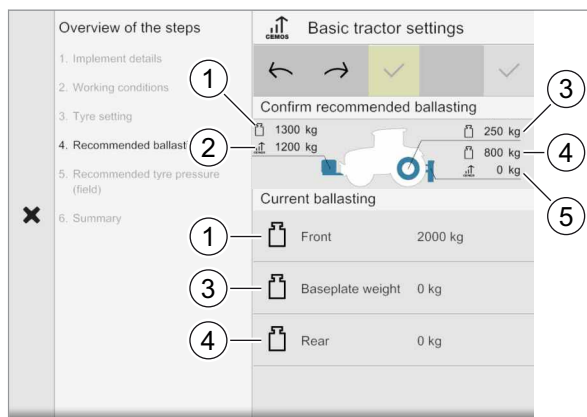 Overview of the steps
1. Implement details
2. Working conditions
3. Tyre setting
4. Recommended ballasti
5. Recommended tyre pressure
(field)
6. Summary
CEMOS
Basic tractor settings
Confirm recommended ballasting
1300 kg
1200 kg
250 kg
800 kg
0 kg
Current ballasting
Front 2000 kg
Baseplate weight 0 kg
Rear 0 kg
1
2
3
4
5
1
3
4